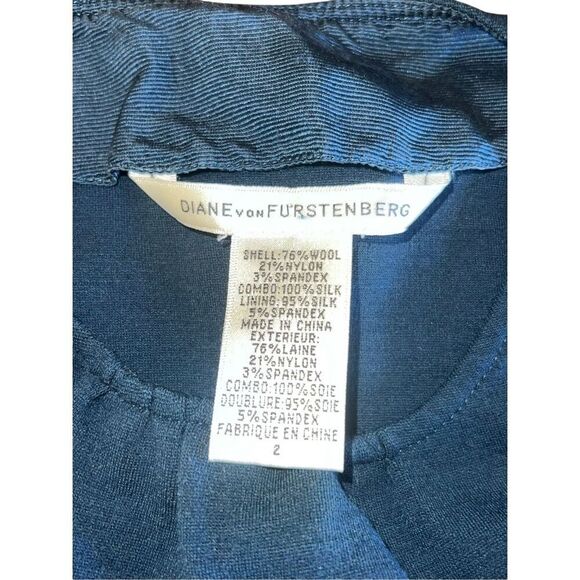 DIANE VON FURSTENBERG
SHELL:76%WOOL
21%NYLON
3%SPANDEX
COMBO:100%SILK
LINING:95%SILK
5%SPANDEX
MADE IN CHINA
EXTERIEUR:
76%LAINE
21%NYLON
3%SPANDEX
COMBO:100%SOIE
DOUBLURE:95%SOIE
5%SPANDEX
FABRIQUE EN CHINE
2